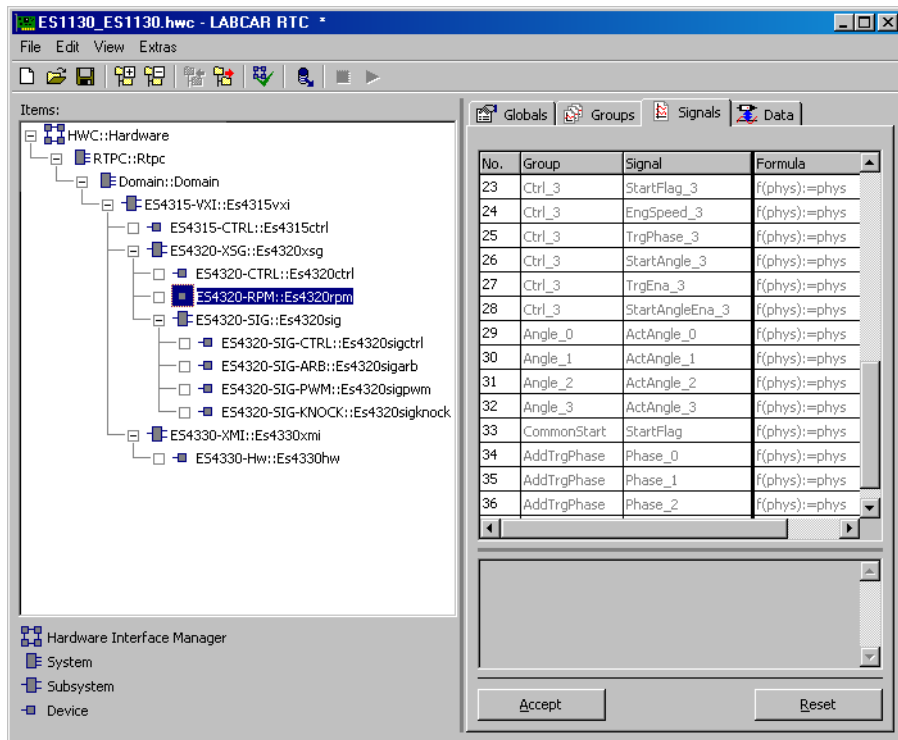 ES1130_ES1130.hwc - LABCAR RTC *
File Edit View Extras
Items:
HWC::Hardware
RTPC::Rtpc
Domain::Domain
ES4315-VXI::Es4315vxi
ES4315-CTRL::Es4315ctrl
ES4320-XSG::Es4320xsg
ES4320-CTRL::Es4320ctrl
ES4320-RPM::Es4320rpm
ES4320-SIG::Es4320sig
ES4320-SIG-CTRL::Es4320sigctrl
ES4320-SIG-ARB::Es4320sigarb
ES4320-SIG-PWM::Es4320sigpwm
ES4320-SIG-KNOCK::Es4320sigknock
ES4330-XMI::Es4330xmi
ES4330-Hw::Es4330hw
Hardware Interface Manager
System
Subsystem
Device
Globals Groups Signals Data
No. Group Signal Formula
23 Ctrl_3 StartFlag_3 f(phys):=phys
24 Ctrl_3 EngSpeed_3 f(phys):=phys
25 Ctrl_3 TrgPhase_3 f(phys):=phys
26 Ctrl_3 StartAngle_3 f(phys):=phys
27 Ctrl_3 TrgEna_3 f(phys):=phys
28 Ctrl_3 StartAngleEna_3 f(phys):=phys
29 Angle_0 ActAngle_0 f(phys):=phys
30 Angle_1 ActAngle_1 f(phys):=phys
31 Angle_2 ActAngle_2 f(phys):=phys
32 Angle_3 ActAngle_3 f(phys):=phys
33 CommonStart StartFlag f(phys):=phys
34 AddTrgPhase Phase_0 f(phys):=phys
35 AddTrgPhase Phase_1 f(phys):=phys
36 AddTrgPhase Phase_2 f(phys):=phys
Accept Reset